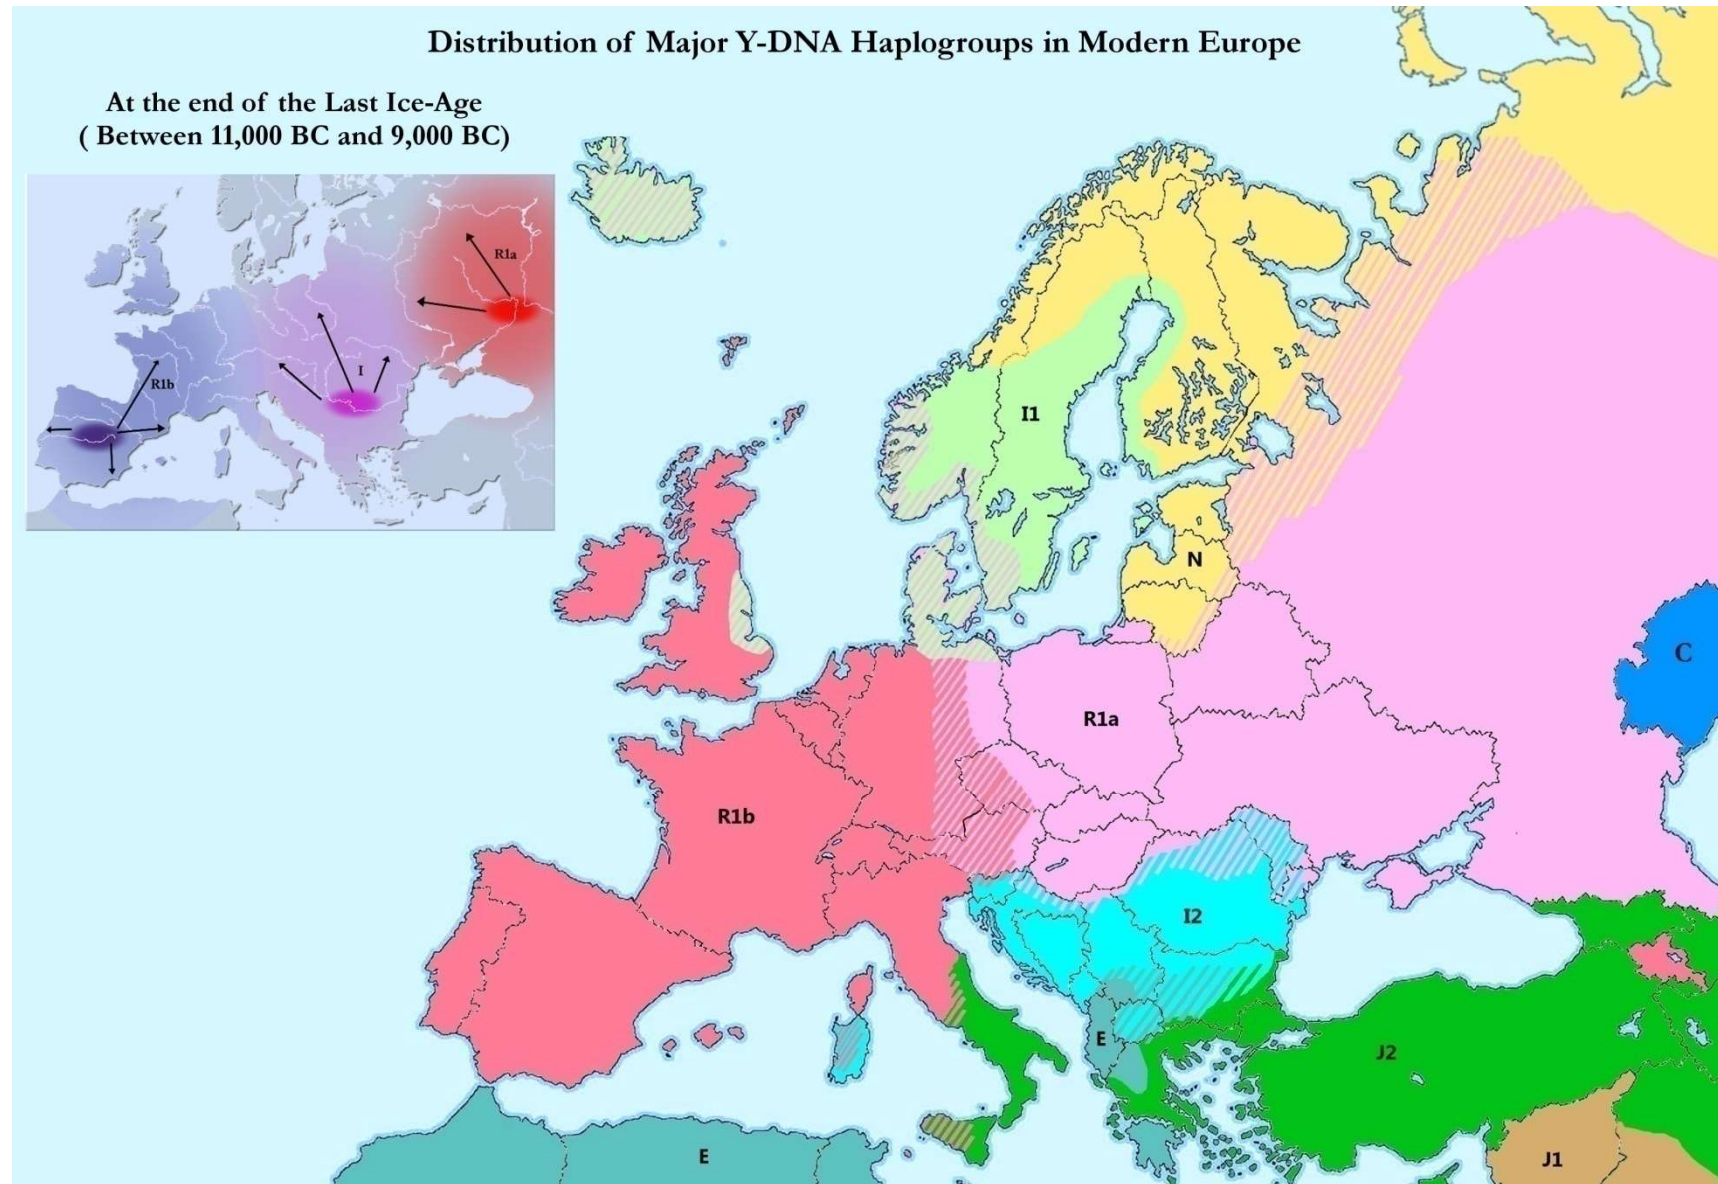 Distribution of Major Y-DNA Haplogroups in Modern Europe
At the end of the Last Ice-Age
( Between 11,000 BC and 9,000 BC)
R1a
I
R1b
I1
N
C
R1a
R1b
I2
E
J2
E
J1